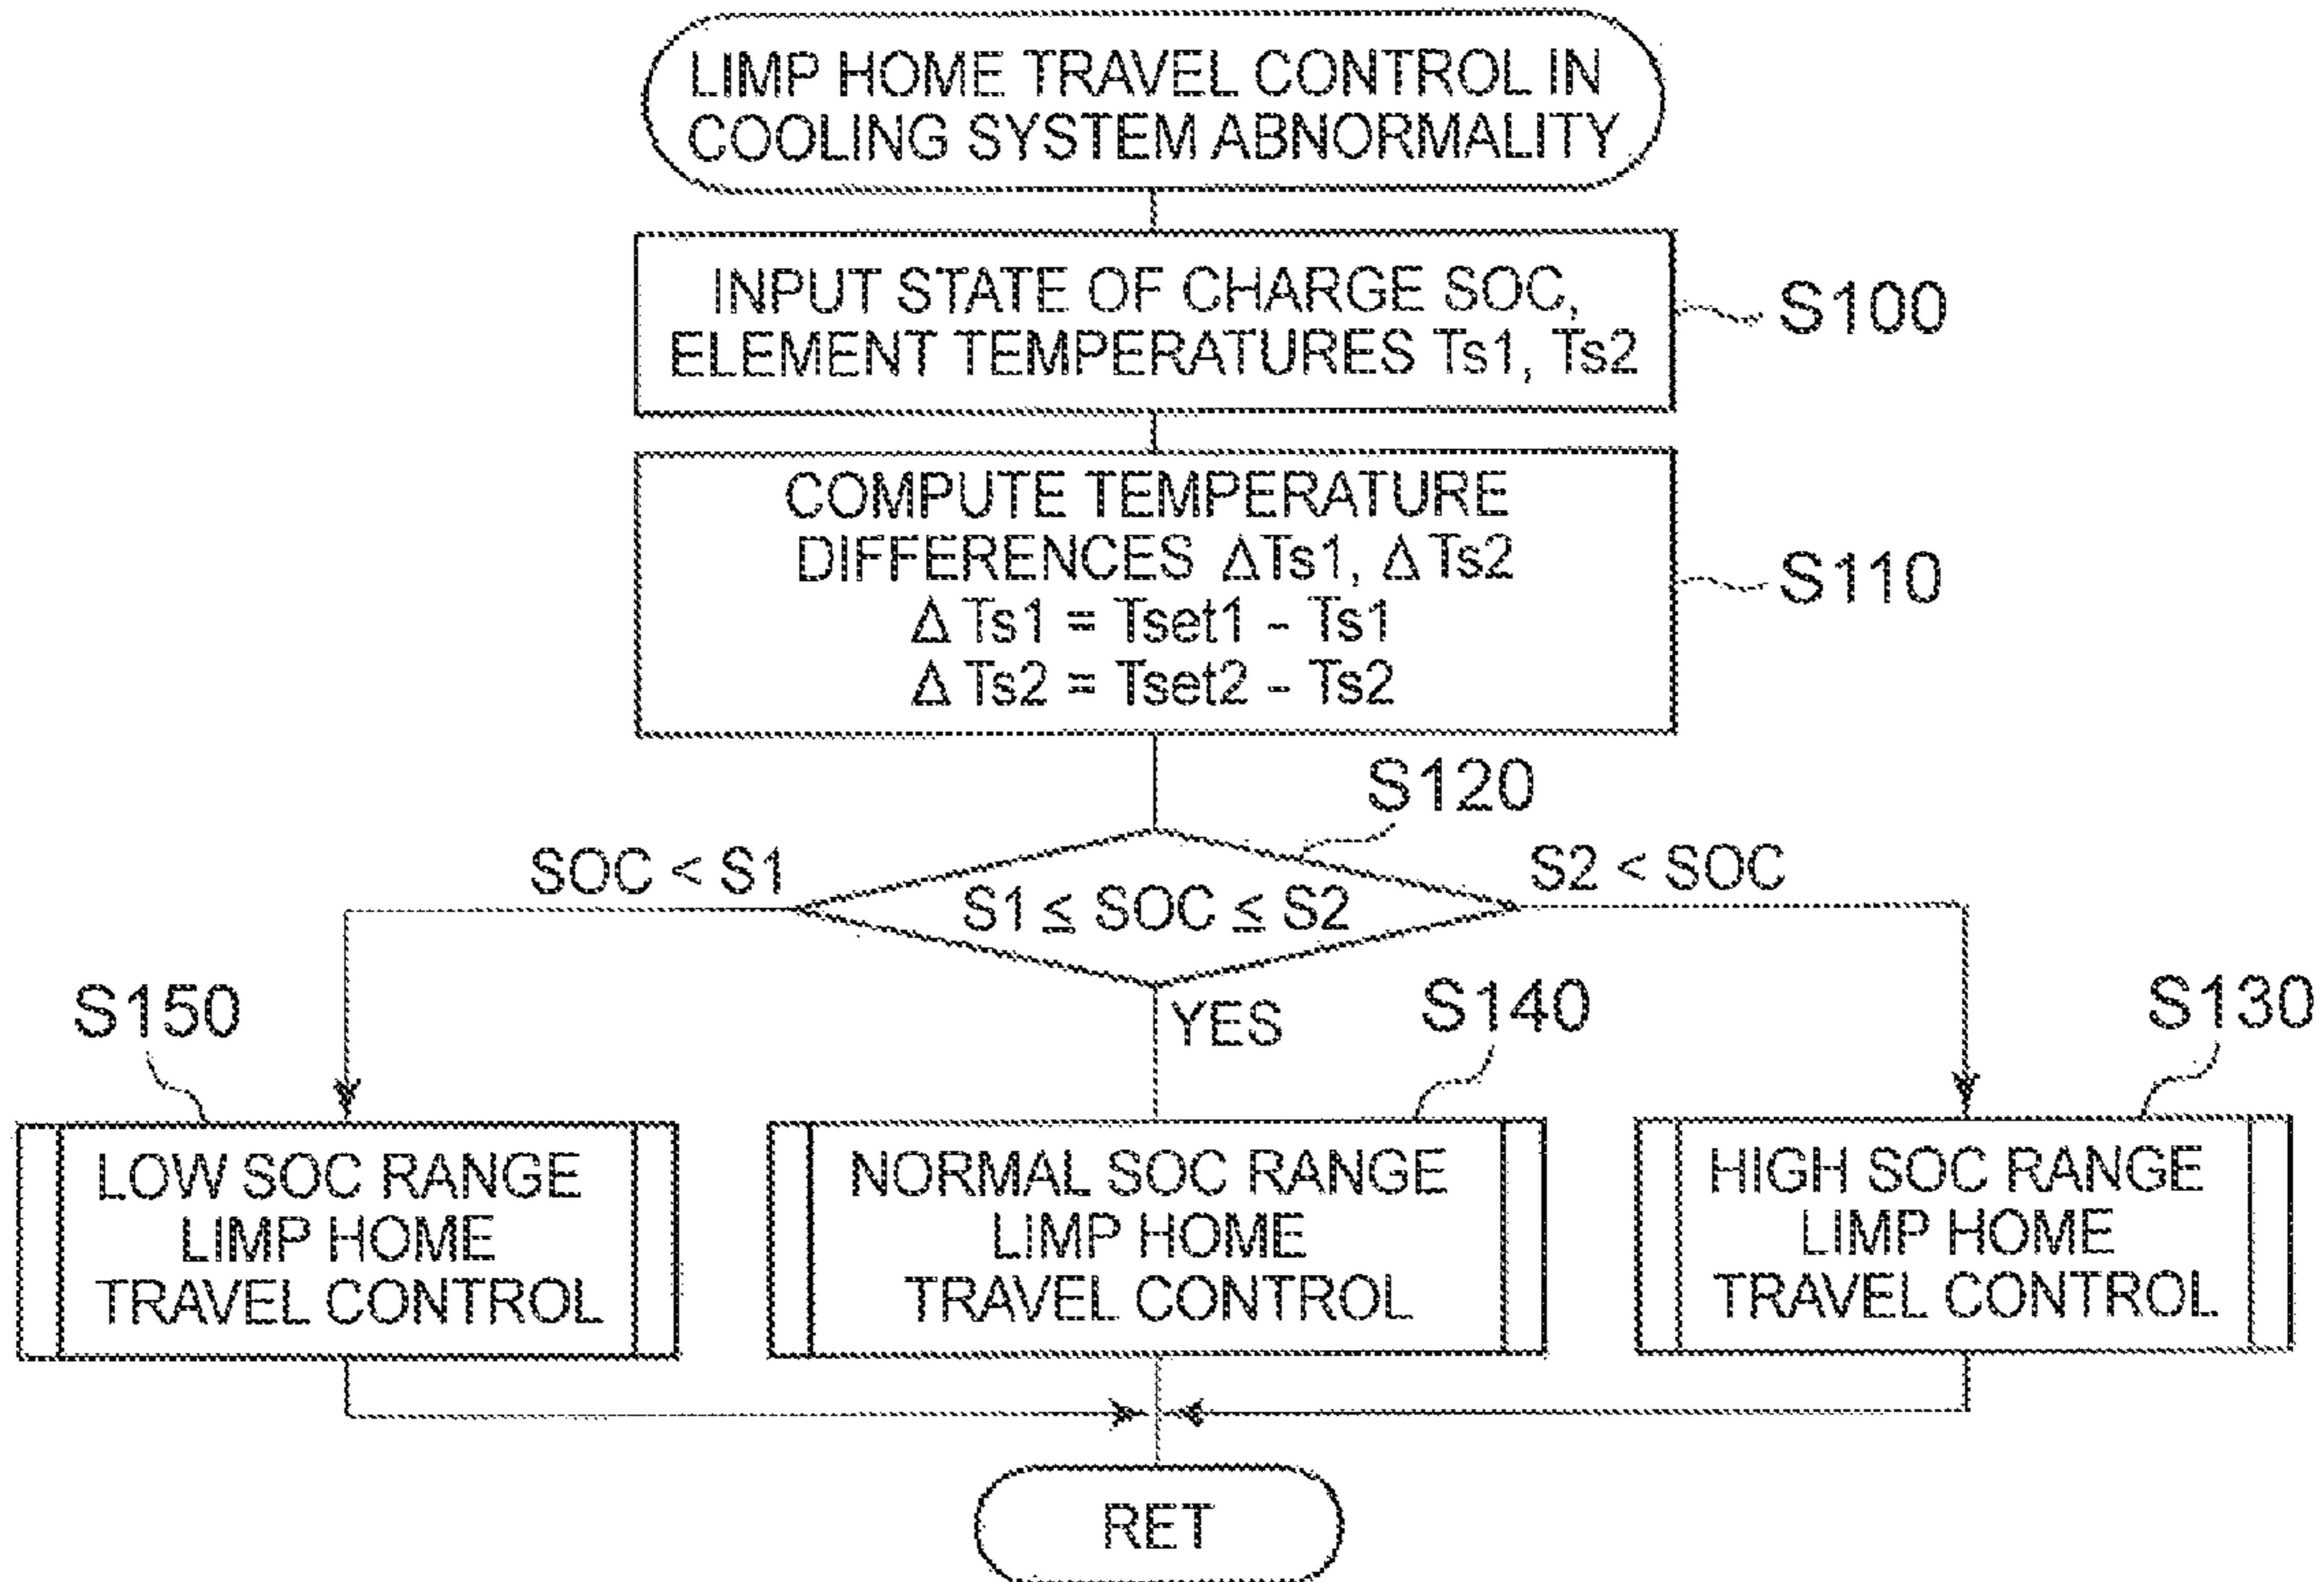 LIMP HOME TRAVEL CONTROL IN
COOLING SYSTEM ABNORMALITY
INPUT STATE OF CHARGE SOC,
ELEMENT TEMPERATURES Ts1, Ts2
S100
COMPUTE TEMPERATURE
DIFFERENCES ΔTs1, ΔTs2
ΔTs1 = Tset1 - Ts1
ΔTs2 = Tset2 - Ts2
S110
S120
SOC < S1
S1 ≤ SOC ≤ S2
S2 < SOC
YES
S150
LOW SOC RANGE
LIMP HOME
TRAVEL CONTROL
S140
NORMAL SOC RANGE
LIMP HOME
TRAVEL CONTROL
S130
HIGH SOC RANGE
LIMP HOME
TRAVEL CONTROL
RET